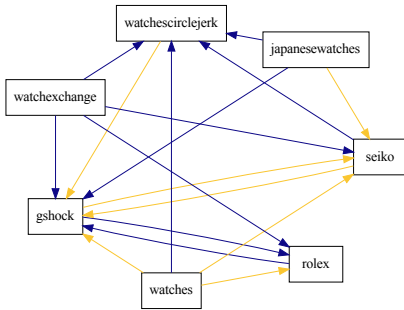 watchescirclejerk
japanesewatches
watchexchange
seiko
gshock
rolex
watches